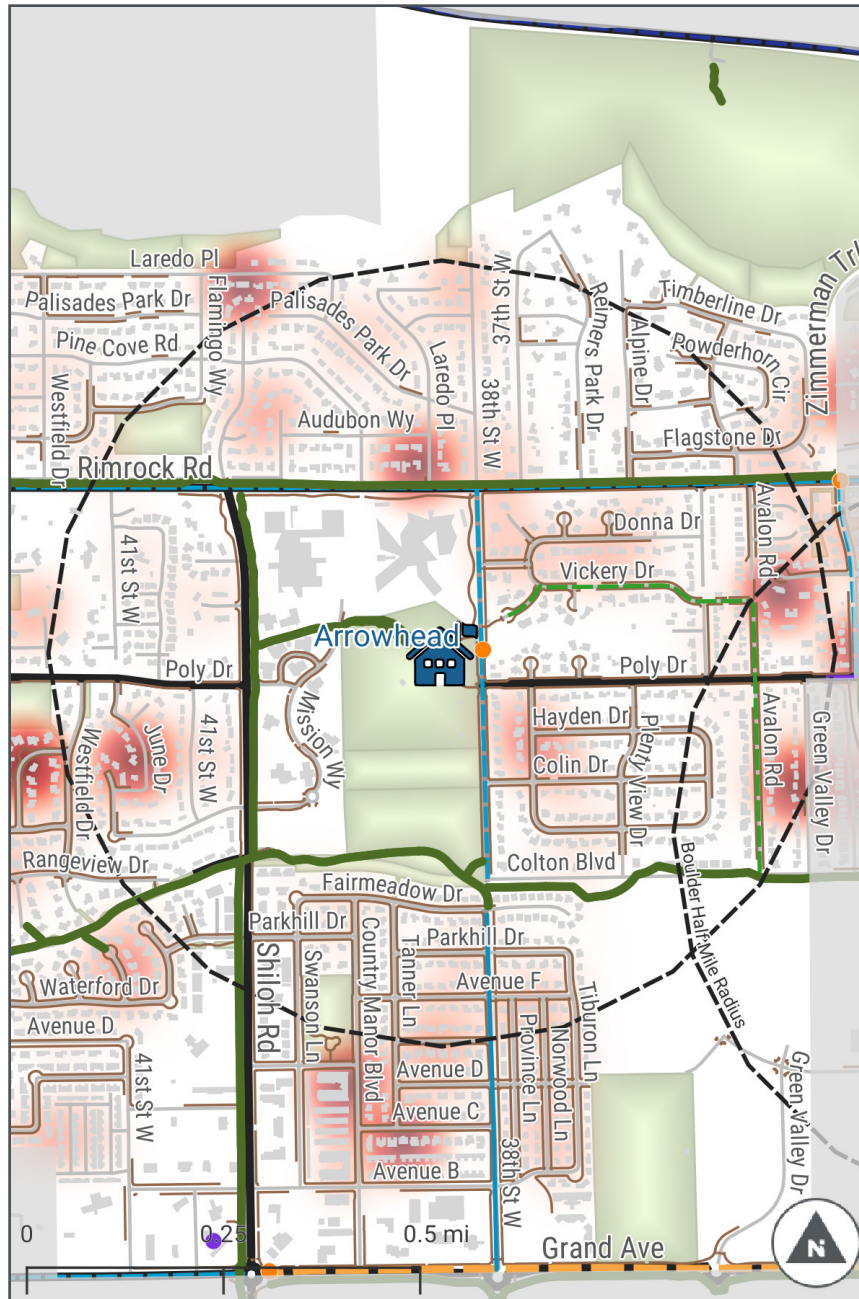 Zimmerman Trl
Laredo Pl
Palisades Park Dr
Flamingo Wy
Palisades Park Dr
37th St W
Reimers Park Dr
Timberline Dr
Pine Cove Rd
Alpine Dr
Powderhorn Cir
Laredo Pl
38th St W
Westfield Dr
Audubon Wy
Flagstone Dr
Rimrock Rd
Avalon Rd
Donna Dr
41st St W
Vickery Dr
Arrowhead
Poly Dr
Poly Dr
Mission Wy
June Dr
41st St W
Westfield Dr
Hayden Dr
Plenty View Dr
Avalon Rd
Green Valley Dr
Colin Dr
Rangeview Dr
Colton Blvd
Boulder Half Mile Radius
Fairmeadow Dr
Parkhill Dr
Parkhill Dr
Shiloh Rd
Swanson Ln
Country Manor Blvd
Tanner Ln
Avenue F
Waterford Dr
Tiburon Ln
Province Ln
Norwood Ln
Avenue D
41st St W
Avenue D
Green Valley Dr
Avenue C
Avenue B
38th St W
0
0.25
0.5 mi
Grand Ave
N